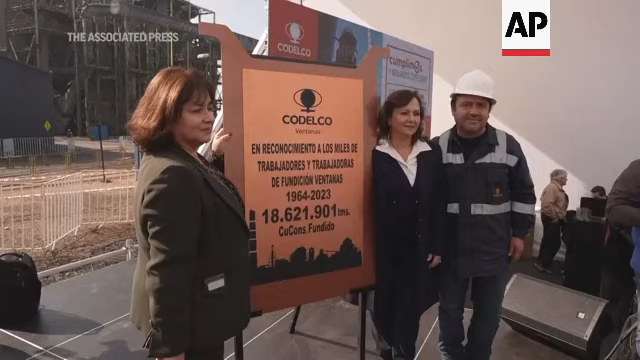 THE ASSOCIATED PRESS
AP
CODELCO
cumplimos
CODELCO
Ventanas
EN RECONOCIMIENTO A LOS MILES DE
TRABAJADORES Y TRABAJADORAS
DE FUNDICIÓN VENTANAS
1964-2023
18.621.901 tms.
CuCons.Fundido